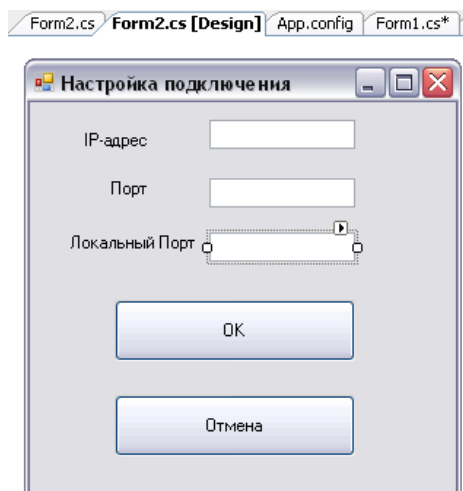 Form2.cs Form2.cs [Design] App.config Form1.cs*
Настройка подключения
IP-адрес
Порт
Локальный Порт
OK
Отмена